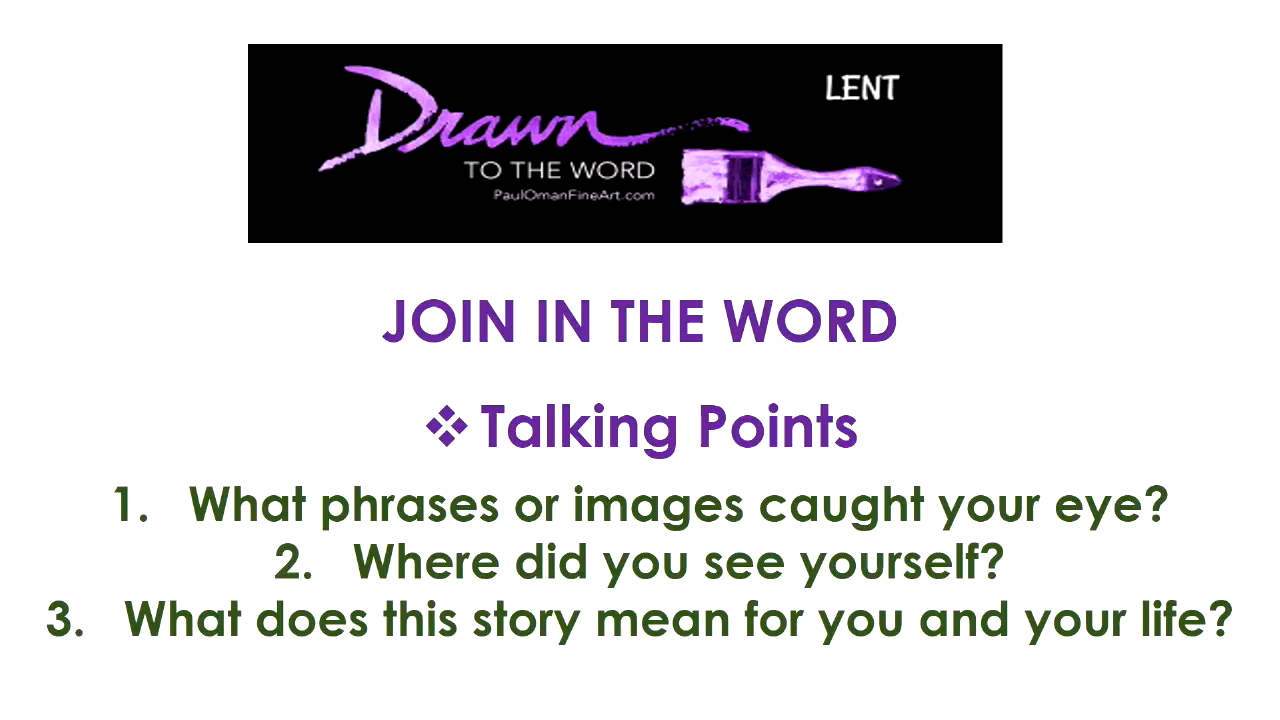 LENT
Drawn
TO THE WORD
PaulOmanFineArt.com
JOIN IN THE WORD
❖ Talking Points
1. What phrases or images caught your eye?
2. Where did you see yourself?
3. What does this story mean for you and your life?